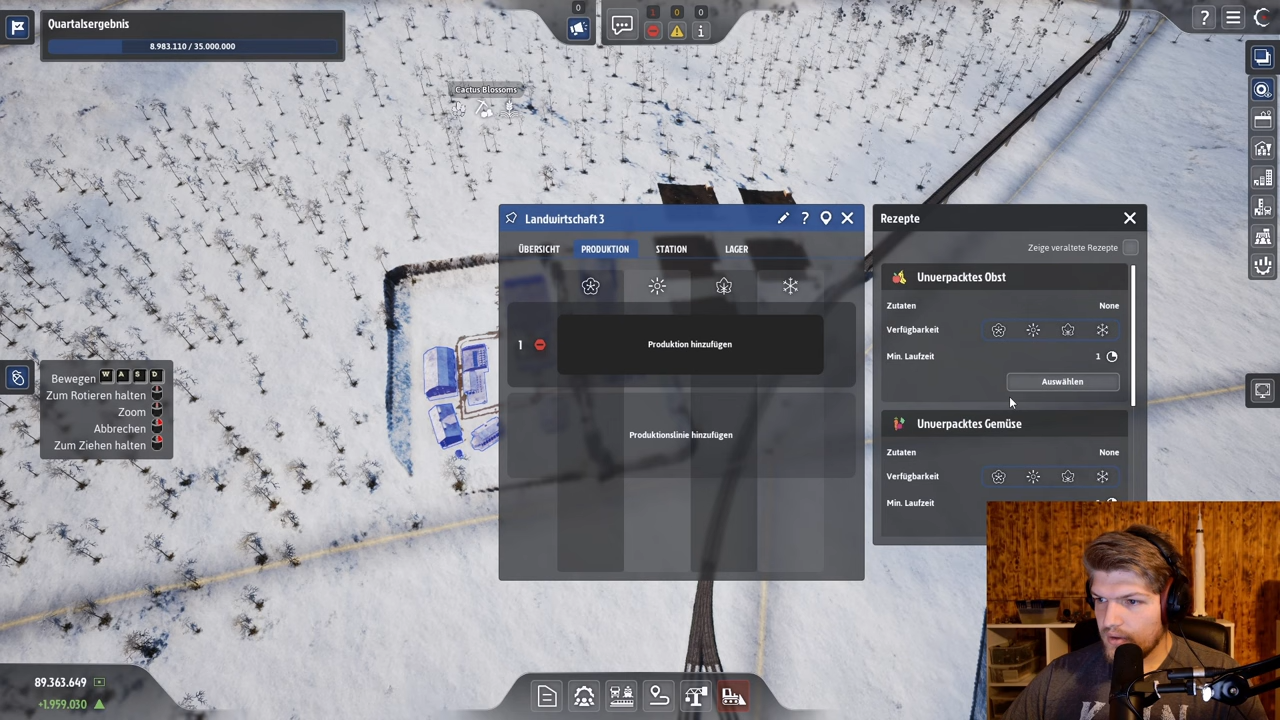 Quartalsergebnis
8.983.110 / 35.000.000
0
1
0
0
?
Cactus Blossoms
Landwirtschaft 3
?
ÜBERSICHT
PRODUKTION
STATION
LAGER
1
Produktion hinzufügen
Produktionslinie hinzufügen
Rezepte
Zeige veraltete Rezepte
Unverpacktes Obst
Zutaten None
Verfügbarkeit
Min. Laufzeit 1
Auswählen
Unverpacktes Gemüse
Zutaten None
Verfügbarkeit
Min. Laufzeit
Bewegen W A S D
Zum Rotieren halten
Zoom
Abbrechen
Zum Ziehen halten
89.363.649
+1.959.030